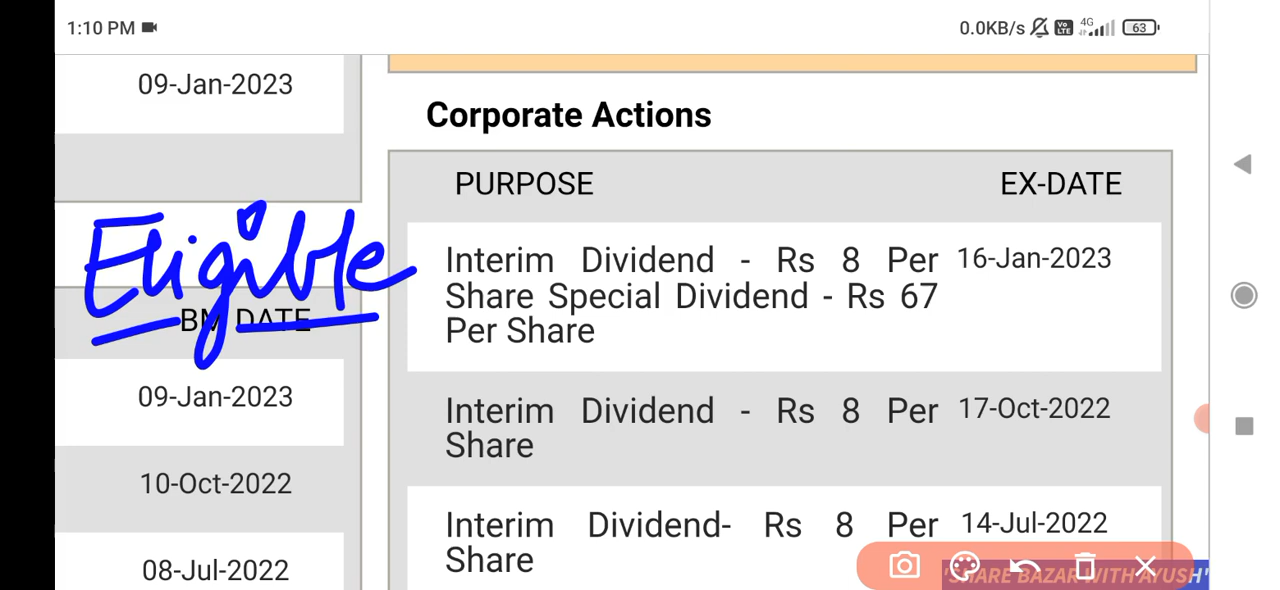 1:10 PM
0.0KB/s Vo LTE 4G 63
09-Jan-2023
Corporate Actions
PURPOSE EX-DATE
Eligible
Interim Dividend - Rs 8 Per 16-Jan-2023
Share Special Dividend - Rs 67
Per Share
BM DATE
09-Jan-2023
Interim Dividend - Rs 8 Per 17-Oct-2022
Share
10-Oct-2022
Interim Dividend- Rs 8 Per 14-Jul-2022
Share
08-Jul-2022
'SHARE BAZAR WITH AYUSH'